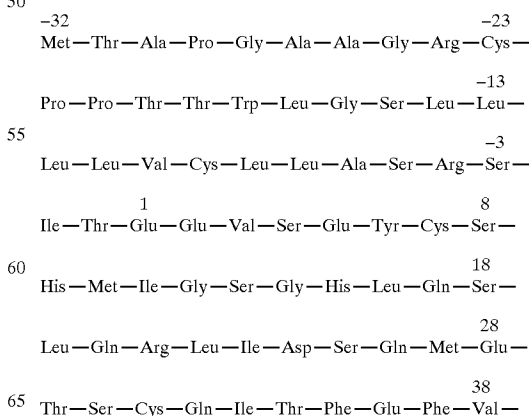 50
−32 −23
Met—Thr—Ala—Pro—Gly—Ala—Ala—Gly—Arg—Cys—
−13
Pro—Pro—Thr—Thr—Trp—Leu—Gly—Ser—Leu—Leu—
55
−3
Leu—Leu—Val—Cys—Leu—Leu—Ala—Ser—Arg—Ser—
1 8
Ile—Thr—Glu—Glu—Val—Ser—Glu—Tyr—Cys—Ser—
60
18
His—Met—Ile—Gly—Ser—Gly—His—Leu—Gln—Ser—
28
Leu—Gln—Arg—Leu—Ile—Asp—Ser—Gln—Met—Glu—
38
65 Thr—Ser—Cys—Gln—Ile—Thr—Phe—Glu—Phe—Val—